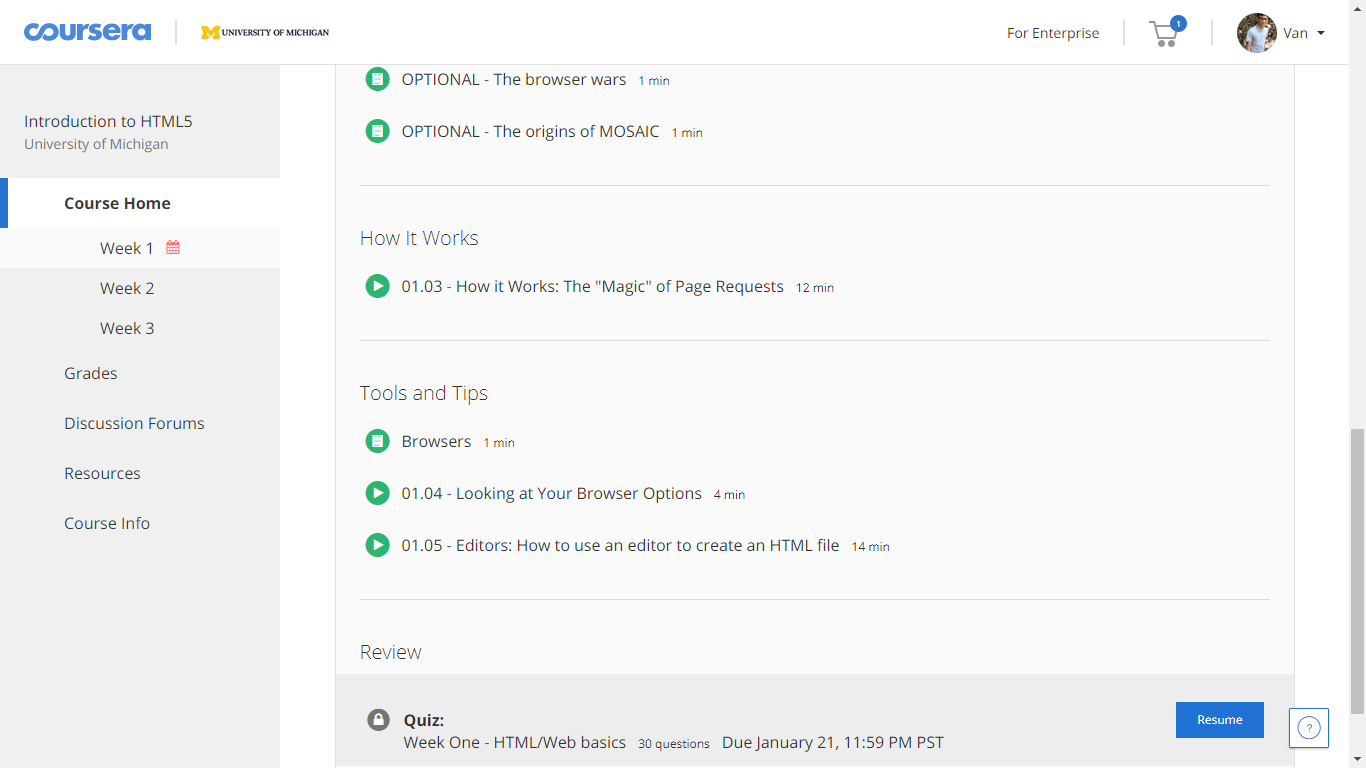 coursera
M UNIVERSITY OF MICHIGAN
For Enterprise
1
Van
Introduction to HTML5
University of Michigan
Course Home
Week 1
Week 2
Week 3
Grades
Discussion Forums
Resources
Course Info
OPTIONAL - The browser wars 1 min
OPTIONAL - The origins of MOSAIC 1 min
How It Works
01.03 - How it Works: The "Magic" of Page Requests 12 min
Tools and Tips
Browsers 1 min
01.04 - Looking at Your Browser Options 4 min
01.05 - Editors: How to use an editor to create an HTML file 14 min
Review
Quiz:
Week One - HTML/Web basics 30 questions Due January 21, 11:59 PM PST
Resume
?